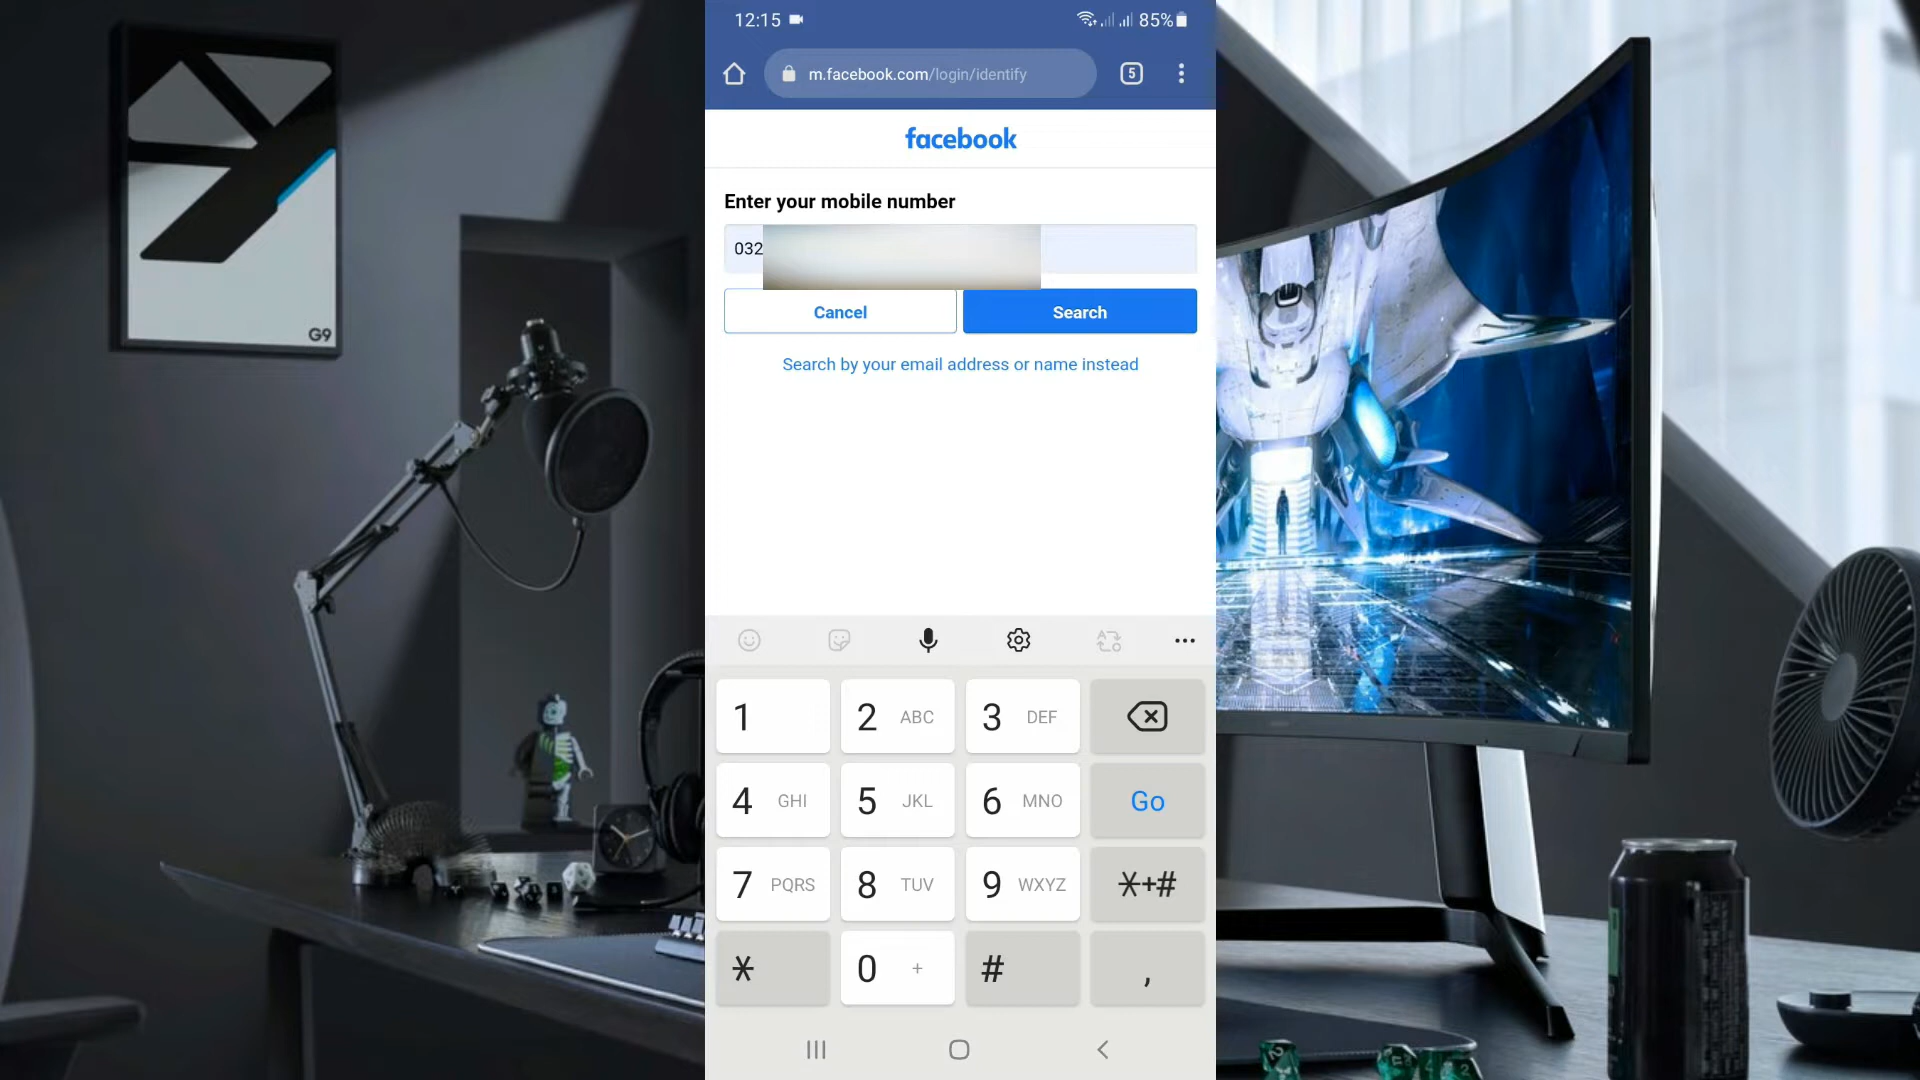 12:15 85%
m.facebook.com/login/identify 5
facebook
Enter your mobile number
032
Cancel Search
Search by your email address or name instead
1 2 ABC 3 DEF
4 GHI 5 JKL 6 MNO Go
7 PQRS 8 TUV 9 WXYZ *+#
* 0 + # ,
G9